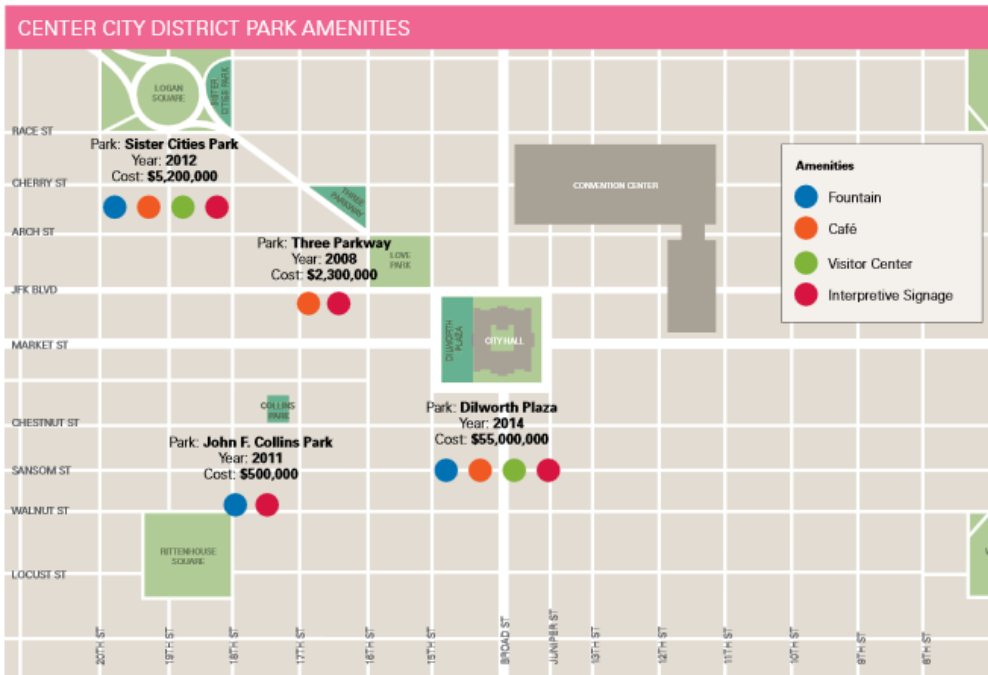 CENTER CITY DISTRICT PARK AMENITIES
LOGAN
SQUARE
SISTER
CITIES PARK
RACE ST
Park: Sister Cities Park
Year: 2012
Cost: $5,200,000
CHERRY ST
THREE
PARKWAY
CONVENTION CENTER
Amenities
Fountain
Café
Visitor Center
Interpretive Signage
ARCH ST
Park: Three Parkway
Year: 2008
Cost: $2,300,000
LOVE
PARK
JFK BLVD
DILWORTH
PLAZA
CITY HALL
MARKET ST
COLLINS
PARK
CHESTNUT ST
Park: Dilworth Plaza
Year: 2014
Cost: $55,000,000
Park: John F. Collins Park
Year: 2011
Cost: $500,000
SANSOM ST
WALNUT ST
RITTENHOUSE
SQUARE
LOCUST ST
20TH ST
19TH ST
18TH ST
17TH ST
16TH ST
15TH ST
BROAD ST
JUNIPER ST
13TH ST
12TH ST
11TH ST
10TH ST
9TH ST
8TH ST